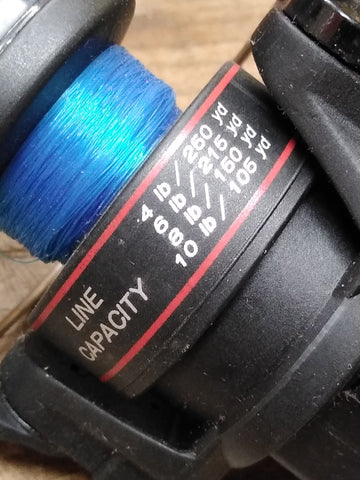 LINE
CAPACITY
4 lb/260 yd
6 lb/215 yd
8 lb/150 yd
10 lb/105 yd